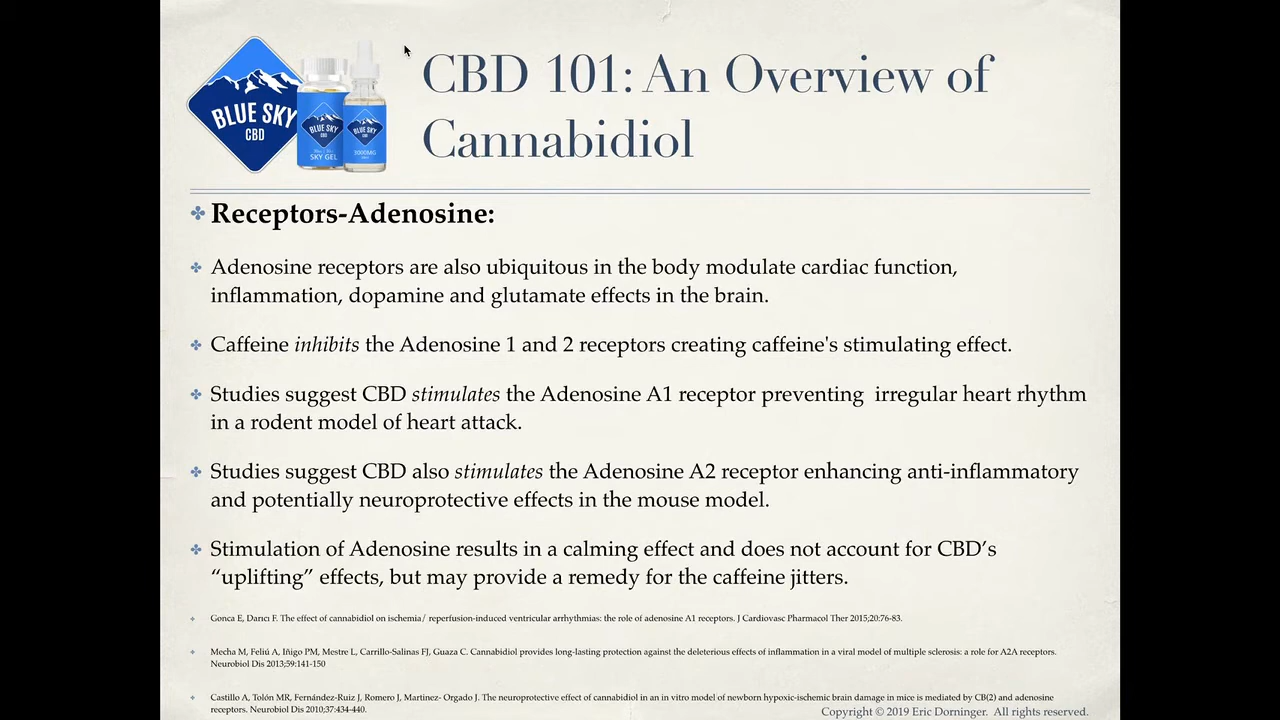 CBD 101: An Overview of
Cannabidiol
BLUE SKY
CBD
BLUE SKY
CBD
SKY GEL
BLUE SKY
CBD
3000MG
Receptors-Adenosine:
Adenosine receptors are also ubiquitous in the body modulate cardiac function,
inflammation, dopamine and glutamate effects in the brain.
Caffeine inhibits the Adenosine 1 and 2 receptors creating caffeine's stimulating effect.
Studies suggest CBD stimulates the Adenosine A1 receptor preventing irregular heart rhythm
in a rodent model of heart attack.
Studies suggest CBD also stimulates the Adenosine A2 receptor enhancing anti-inflammatory
and potentially neuroprotective effects in the mouse model.
Stimulation of Adenosine results in a calming effect and does not account for CBD’s
“uplifting” effects, but may provide a remedy for the caffeine jitters.
Gonca E, Darıcı F. The effect of cannabidiol on ischemia/ reperfusion-induced ventricular arrhythmias: the role of adenosine A1 receptors. J Cardiovasc Pharmacol Ther 2015;20:76-83.
Mecha M, Feliú A, Iñigo PM, Mestre L, Carrillo-Salinas FJ, Guaza C. Cannabidiol provides long-lasting protection against the deleterious effects of inflammation in a viral model of multiple sclerosis: a role for A2A receptors.
Neurobiol Dis 2013;59:141-150
Castillo A, Tolón MR, Fernández-Ruiz J, Romero J, Martinez- Orgado J. The neuroprotective effect of cannabidiol in an in vitro model of newborn hypoxic-ischemic brain damage in mice is mediated by CB(2) and adenosine
receptors. Neurobiol Dis 2010;37:434-440.
Copyright © 2019 Eric Dorninger. All rights reserved.